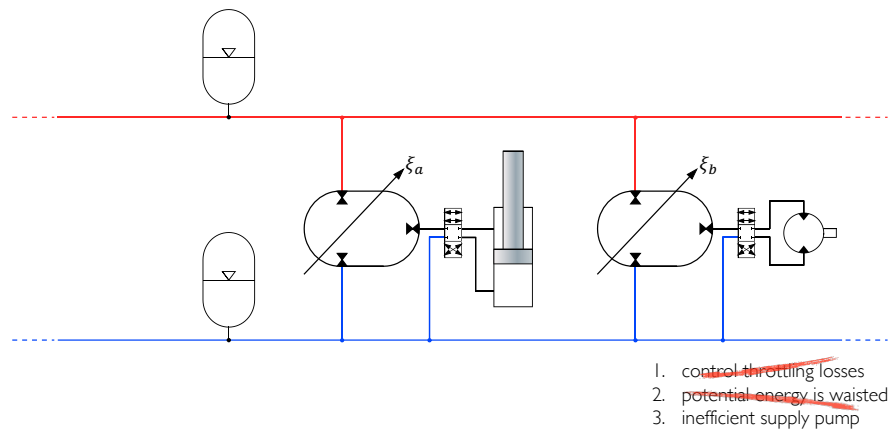 ξa
ξb
1. control throttling losses
2. potential energy is waisted
3. inefficient supply pump